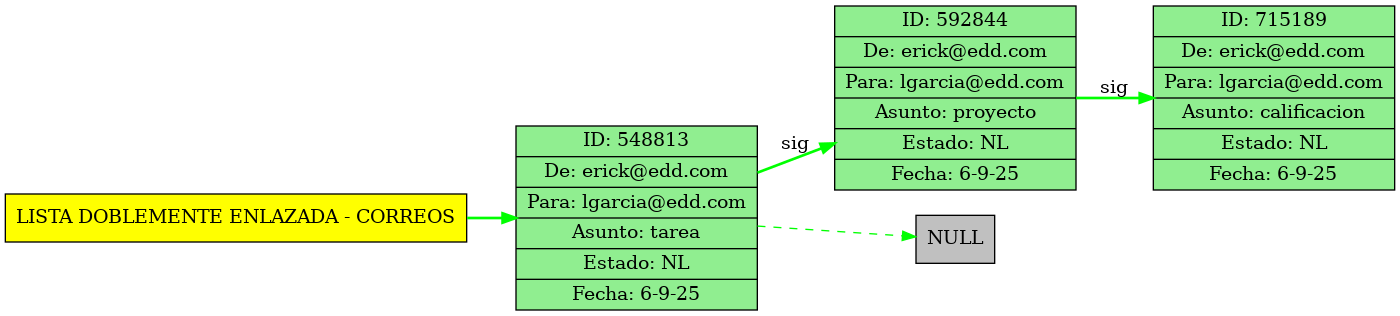 LISTA DOBLEMENTE ENLAZADA - CORREOS
ID: 548813
De: erick@edd.com
Para: lgarcia@edd.com
Asunto: tarea
Estado: NL
Fecha: 6-9-25
sig
ID: 592844
De: erick@edd.com
Para: lgarcia@edd.com
Asunto: proyecto
Estado: NL
Fecha: 6-9-25
sig
ID: 715189
De: erick@edd.com
Para: lgarcia@edd.com
Asunto: calificacion
Estado: NL
Fecha: 6-9-25
NULL